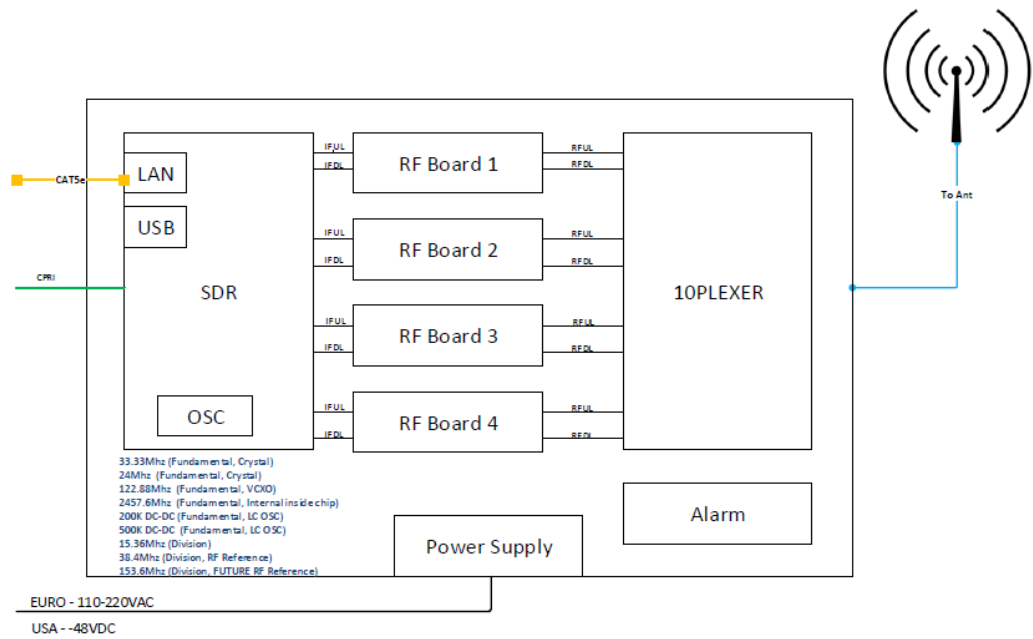 IFUL
RFUL
RF Board 1
IFDL
RFDL
LAN
CAT5e
USB
To Ant
IFUL
RFUL
RF Board 2
IFDL
RFDL
CPRI
SDR
10PLEXER
IFUL
RFUL
RF Board 3
IFDL
RFDL
IFUL
RFUL
OSC
RF Board 4
IFDL
RFDL
33.33Mhz (Fundamental, Crystal)
24Mhz (Fundamental, Crystal)
122.88Mhz (Fundamental, VCXO)
2457.6Mhz (Fundamental, Internal inside chip)
200K DC-DC (Fundamental, LC OSC)
500K DC-DC (Fundamental, LC OSC)
15.36Mhz (Division)
38.4Mhz (Division, RF Reference)
153.6Mhz (Division, FUTURE RF Reference)
Alarm
Power Supply
EURO - 110-220VAC
USA - -48VDC